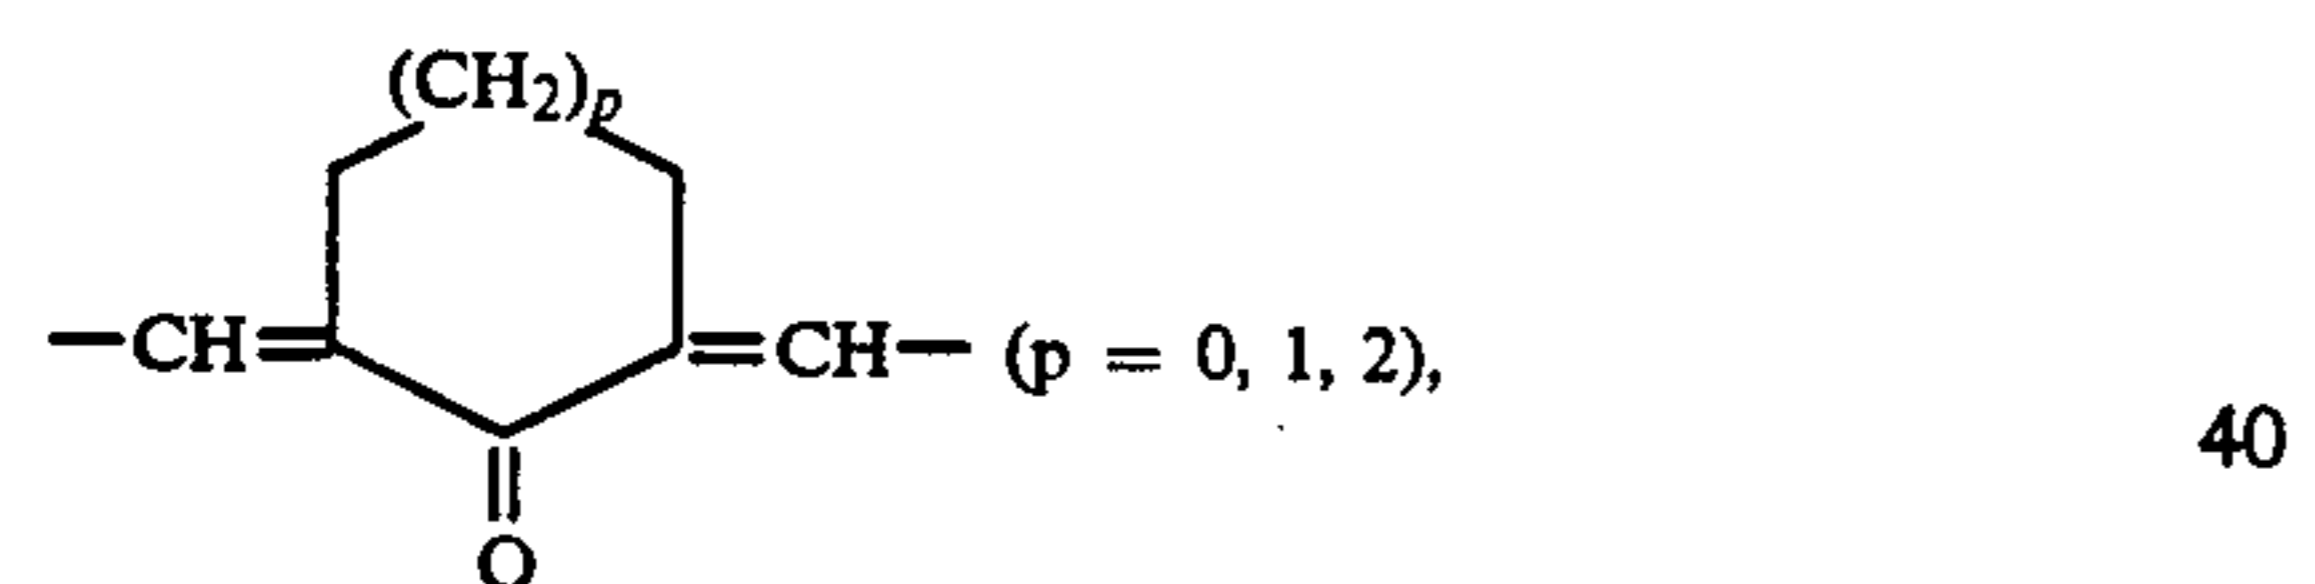 (CH2)p
—CH= =CH— (p = 0, 1, 2),
40
O